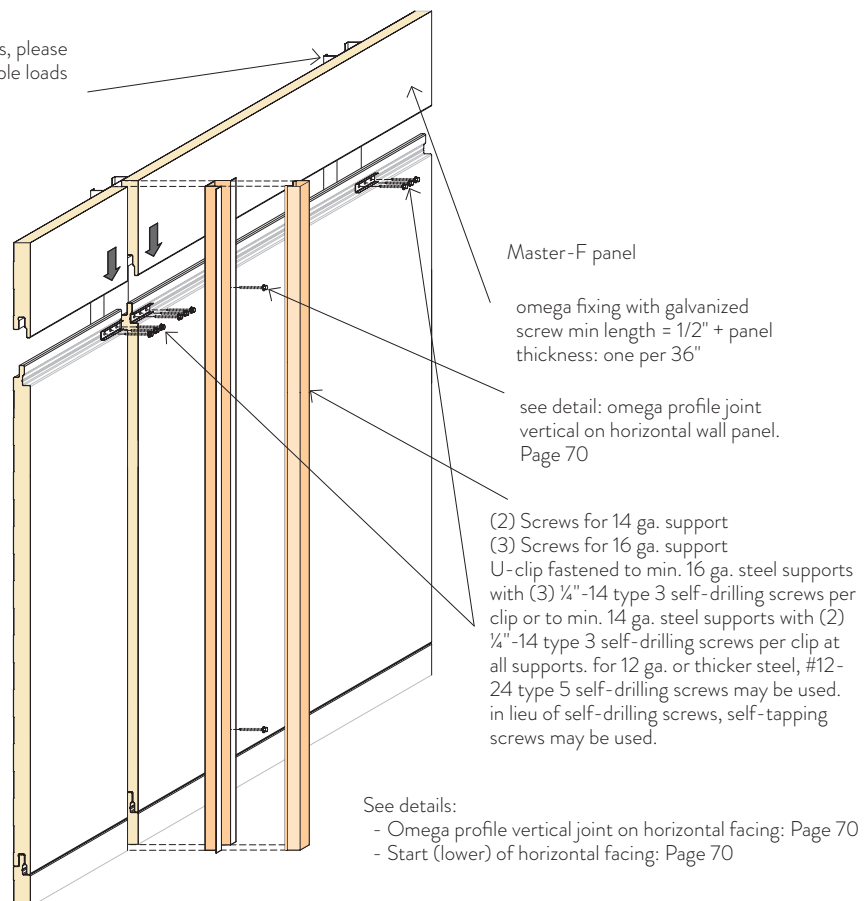 s, please
ble loads
Master-F panel
omega fixing with galvanized
screw min length = 1/2" + panel
thickness: one per 36"
see detail: omega profile joint
vertical on horizontal wall panel.
Page 70
(2) Screws for 14 ga. support
(3) Screws for 16 ga. support
U-clip fastened to min. 16 ga. steel supports
with (3) ¼"-14 type 3 self-drilling screws per
clip or to min. 14 ga. steel supports with (2)
¼"-14 type 3 self-drilling screws per clip at
all supports. for 12 ga. or thicker steel, #12-
24 type 5 self-drilling screws may be used.
in lieu of self-drilling screws, self-tapping
screws may be used.
See details:
- Omega profile vertical joint on horizontal facing: Page 70
- Start (lower) of horizontal facing: Page 70